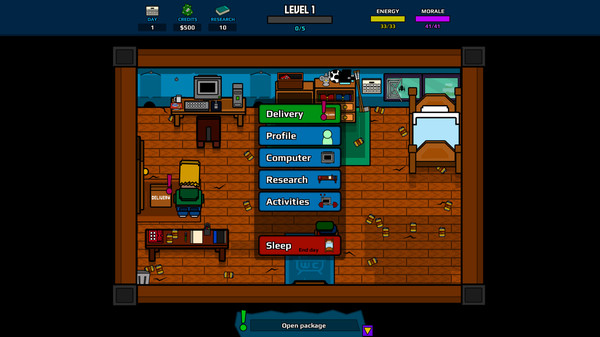 LEVEL 1
DAY
1
CREDITS
$500
RESEARCH
10
0/5
ENERGY
33/33
MORALE
41/41
Delivery
Profile
Computer
Research
Activities
Sleep
End day
DELIVERY
WC
Open package